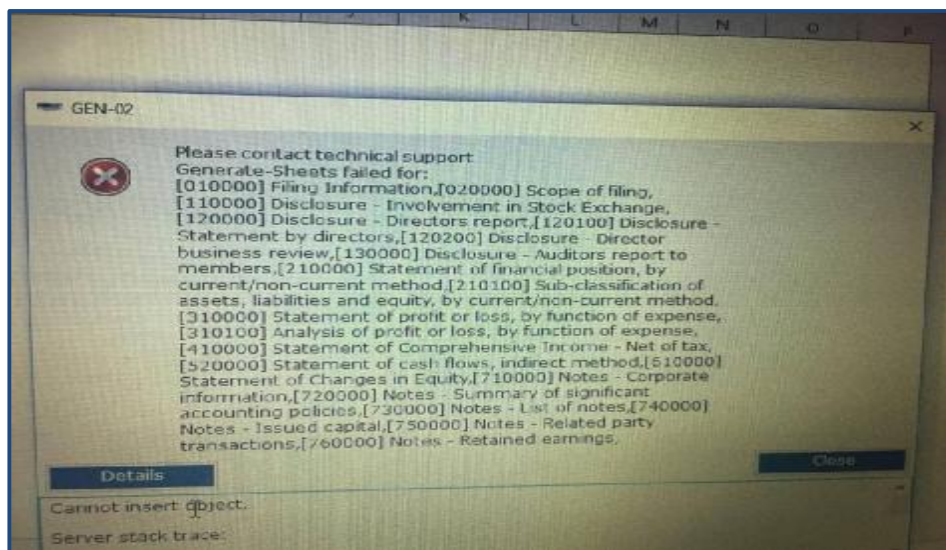 J K L M N O P
GEN-02
Please contact technical support
Generate-Sheets failed for:
[010000] Filing Information,[020000] Scope of filing,
[110000] Disclosure - Involvement in Stock Exchange,
[120000] Disclosure - Directors report,[120100] Disclosure -
Statement by directors,[120200] Disclosure - Director
business review,[130000] Disclosure - Auditors report to
members,[210000] Statement of financial position, by
current/non-current method,[210100] Sub-classification of
assets, liabilities and equity, by current/non-current method,
[310000] Statement of profit or loss, by function of expense,
[310100] Analysis of profit or loss, by function of expense,
[410000] Statement of Comprehensive Income - Net of tax,
[520000] Statement of cash flows, indirect method,[610000]
Statement of Changes in Equity,[710000] Notes - Corporate
information,[720000] Notes - Summary of significant
accounting policies,[730000] Notes - List of notes,[740000]
Notes - Issued capital,[750000] Notes - Related party
transactions,[760000] Notes - Retained earnings,
Details
Close
Cannot insert object.
Server stack trace: